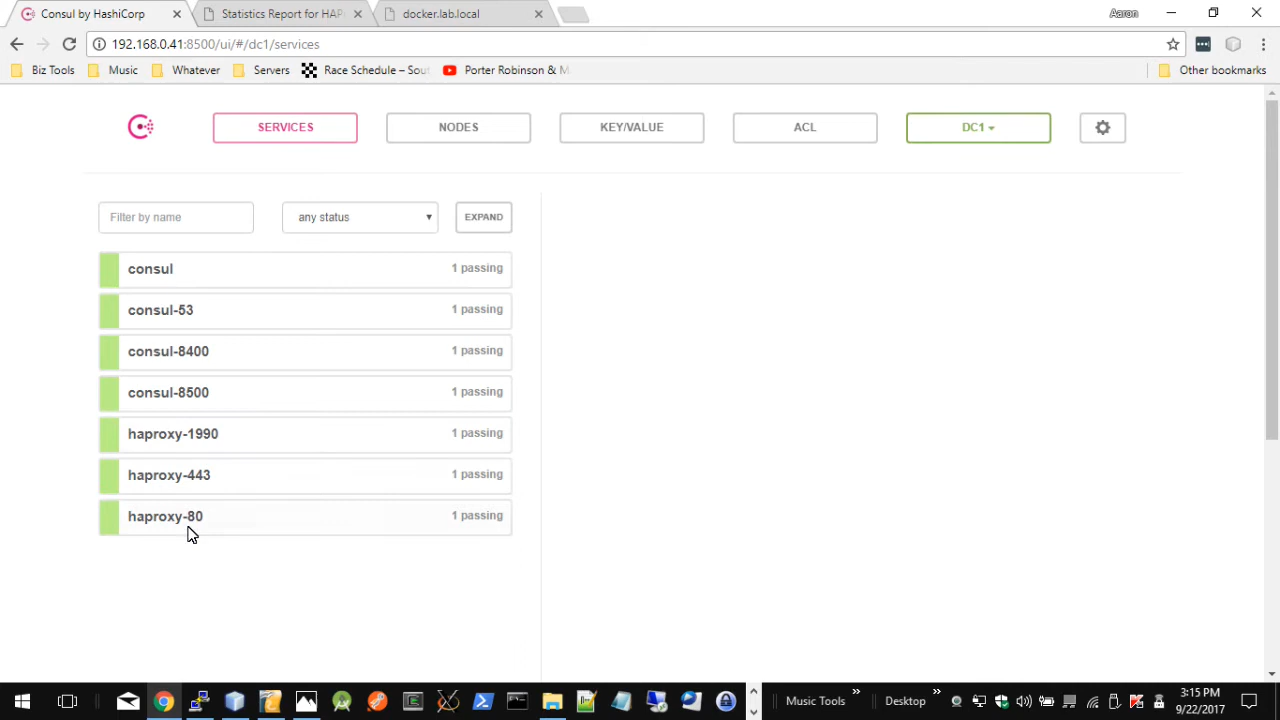 Consul by HashiCorp
Statistics Report for HAP
docker.lab.local
Aaron
192.168.0.41:8500/ui/#/dc1/services
Biz Tools
Music
Whatever
Servers
Race Schedule – Sout
Porter Robinson & M
Other bookmarks
SERVICES
NODES
KEY/VALUE
ACL
DC1
Filter by name
any status
EXPAND
consul 1 passing
consul-53 1 passing
consul-8400 1 passing
consul-8500 1 passing
haproxy-1990 1 passing
haproxy-443 1 passing
haproxy-80 1 passing
Music Tools
Desktop
3:15 PM
9/22/2017